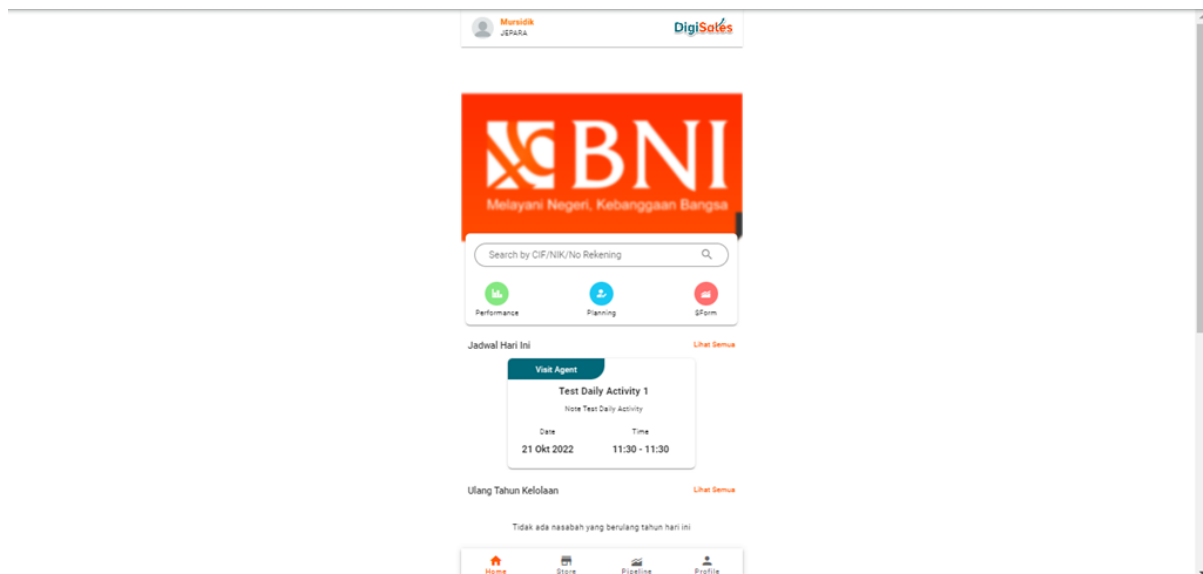 Mursidik
JEPARA
DigiSales
BNI
Melayani Negeri, Kebanggaan Bangsa
Search by CIF/NIK/No Rekening
Performance Planning SForm
Jadwal Hari Ini Lihat Semua
Visit Agent
Test Daily Activity 1
Note Test Daily Activity
Date Time
21 Okt 2022 11:30 - 11:30
Ulang Tahun Kelolaan Lihat Semua
Tidak ada nasabah yang berulang tahun hari ini
Home Store Pipeline Profile